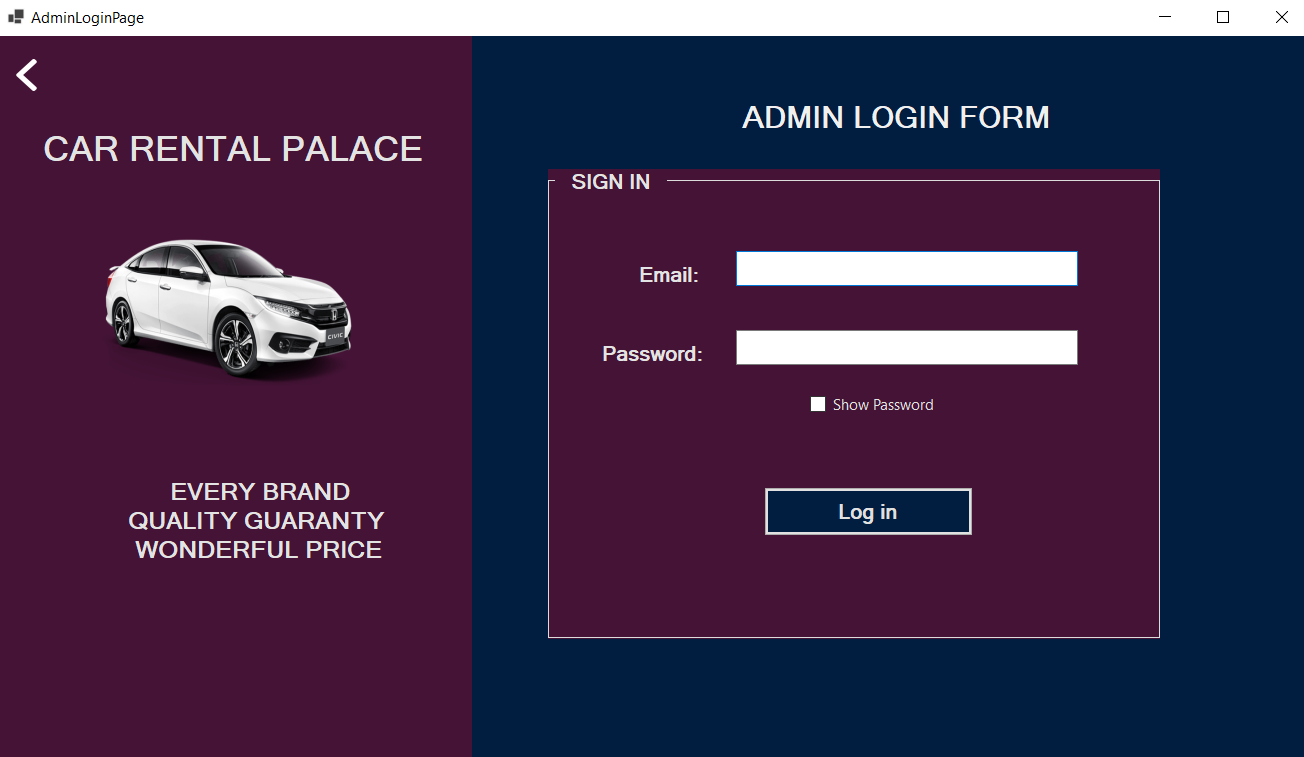 AdminLoginPage
CAR RENTAL PALACE
CIVIC
EVERY BRAND
QUALITY GUARANTY
WONDERFUL PRICE
ADMIN LOGIN FORM
SIGN IN
Email:
Password:
Show Password
Log in